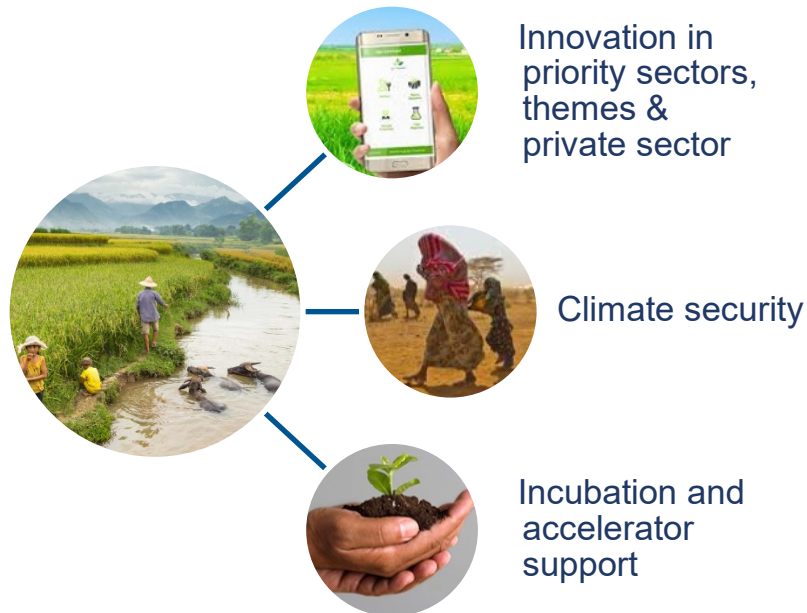 Innovation in
priority sectors,
themes &
private sector
Climate security
Incubation and
accelerator
support